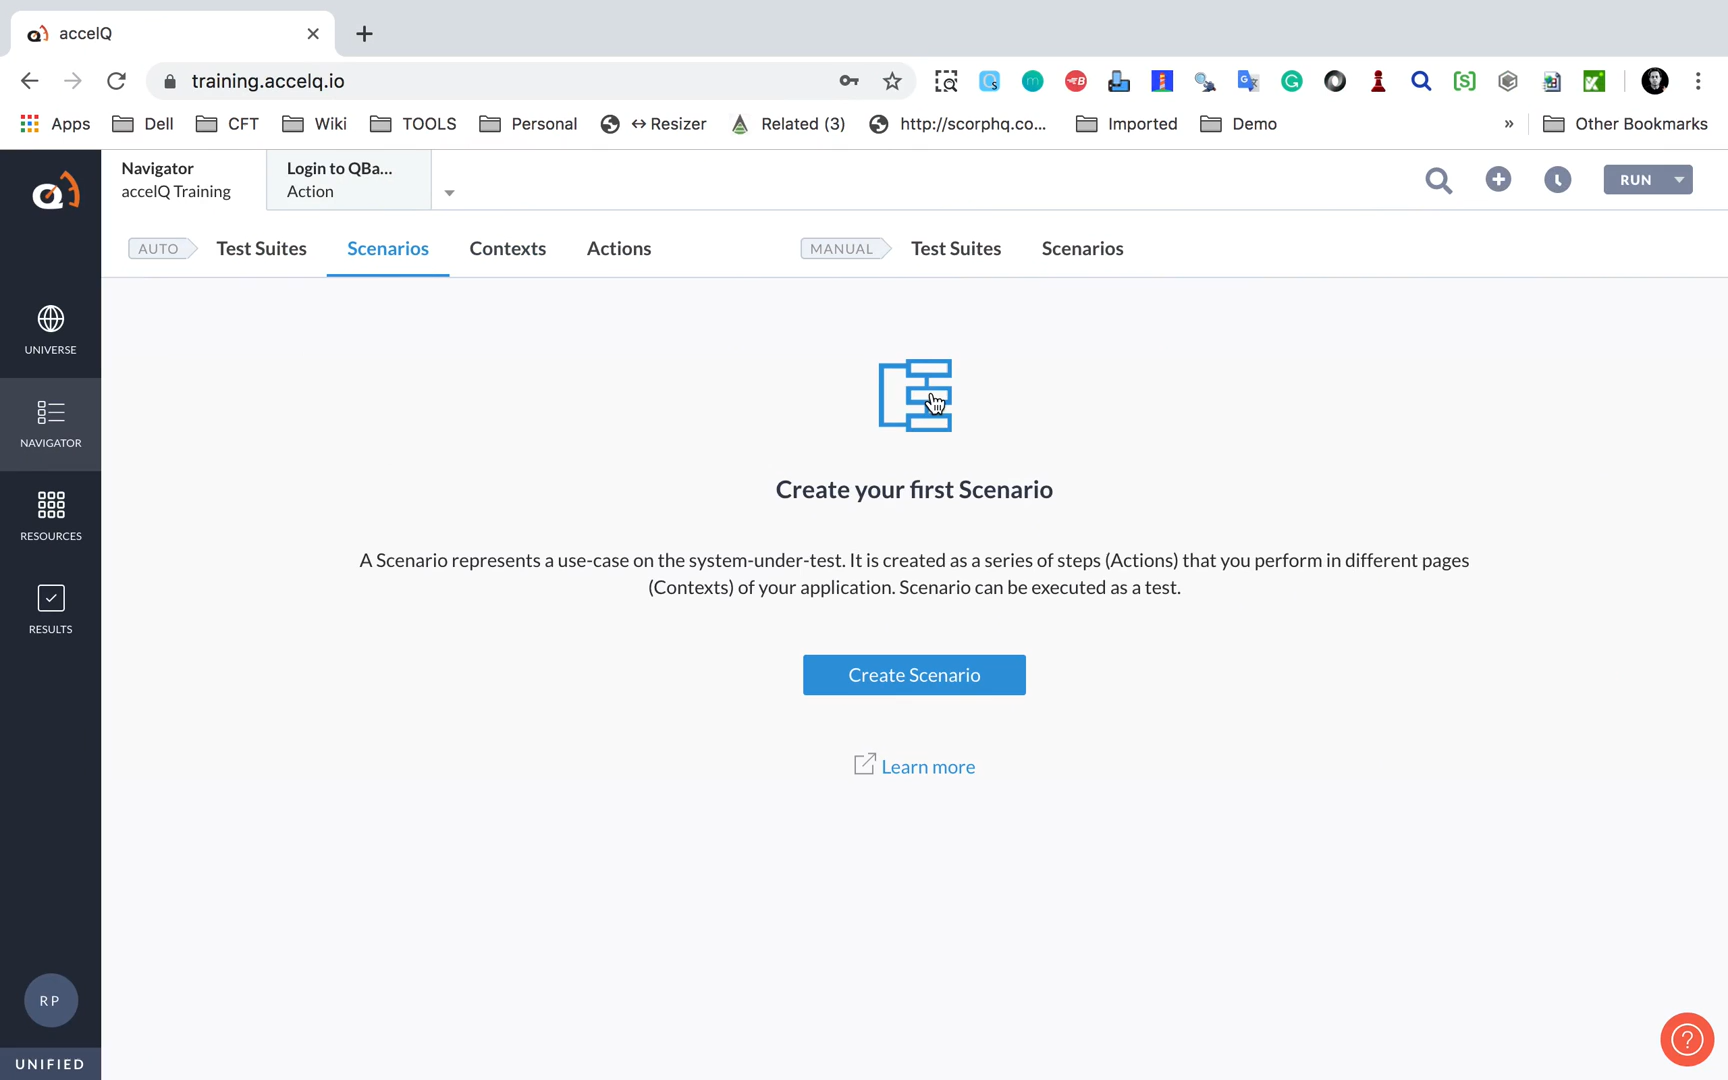 accelQ
training.accelq.io
Apps Dell CFT Wiki TOOLS Personal ↔ Resizer Related (3) http://scorphq.co... Imported Demo » Other Bookmarks
Navigator
accelQ Training
Login to QBa...
Action
RUN
AUTO Test Suites Scenarios Contexts Actions MANUAL Test Suites Scenarios
UNIVERSE
NAVIGATOR
RESOURCES
RESULTS
Create your first Scenario
A Scenario represents a use-case on the system-under-test. It is created as a series of steps (Actions) that you perform in different pages
(Contexts) of your application. Scenario can be executed as a test.
Create Scenario
Learn more
RP
UNIFIED
?